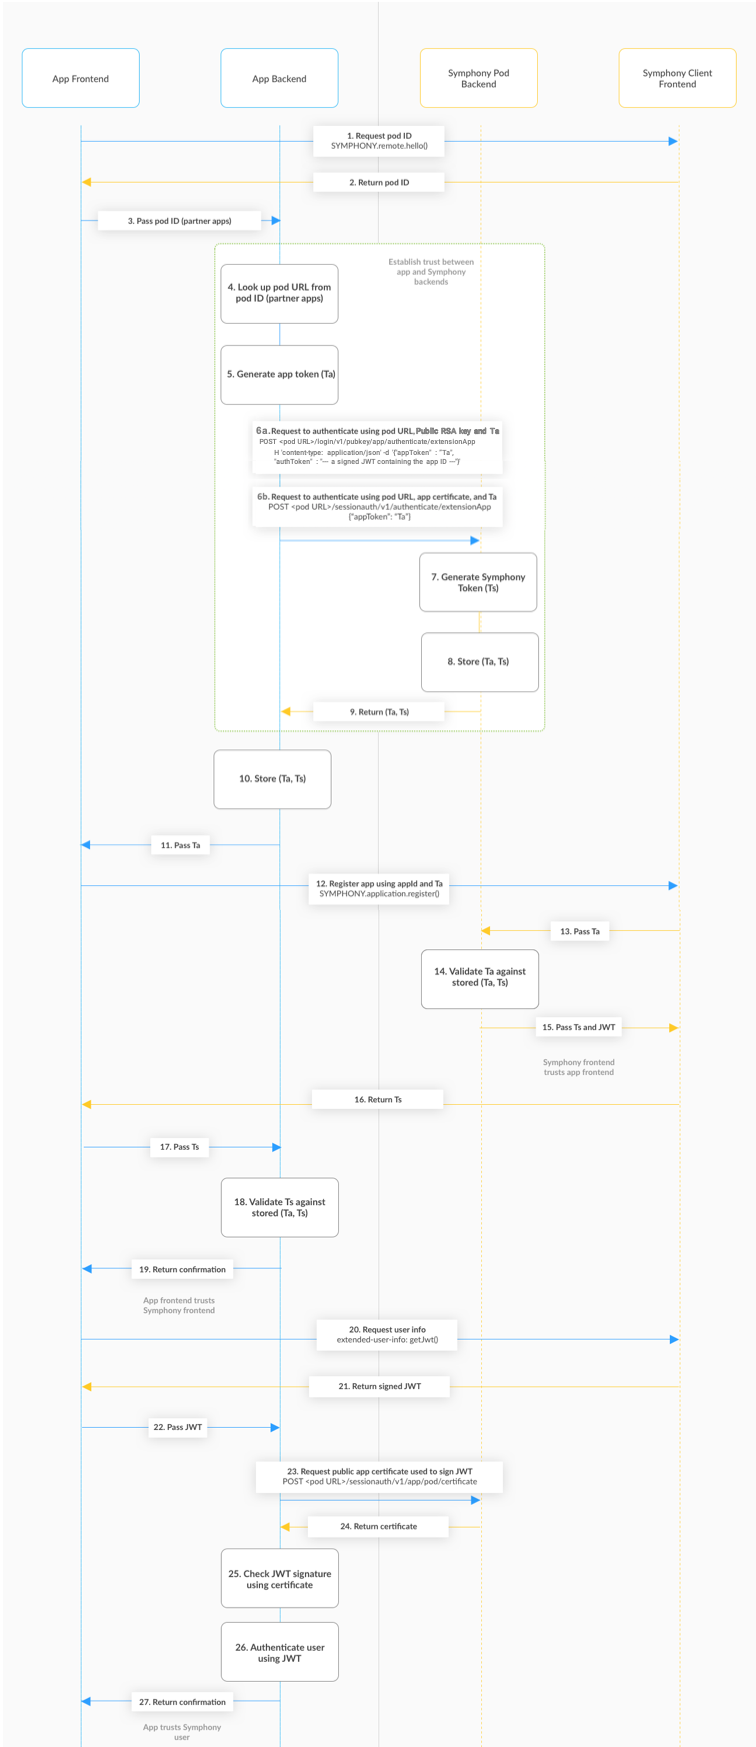 App Frontend
App Backend
Symphony Pod
Backend
Symphony Client
Frontend
1. Request pod ID
SYMPHONY.remote.hello()
2. Return pod ID
3. Pass pod ID (partner apps)
Establish trust between
app and Symphony
backends
4. Look up pod URL from
pod ID (partner apps)
5. Generate app token (Ta)
6a. Request to authenticate using pod URL, Public RSA key and Ta
POST <pod URL>/login/v1/pubkey/app/authenticate/extensionApp
H 'content-type: application/json' -d '{"appToken" : "Ta",
"authToken" : "— a signed JWT containing the app ID —"}'
6b. Request to authenticate using pod URL, app certificate, and Ta
POST <pod URL>/sessionauth/v1/authenticate/extensionApp
{"appToken": "Ta"}
7. Generate Symphony
Token (Ts)
8. Store (Ta, Ts)
9. Return (Ta, Ts)
10. Store (Ta, Ts)
11. Pass Ta
12. Register app using appId and Ta
SYMPHONY.application.register()
13. Pass Ta
14. Validate Ta against
stored (Ta, Ts)
15. Pass Ts and JWT
Symphony frontend
trusts app frontend
16. Return Ts
17. Pass Ts
18. Validate Ts against
stored (Ta, Ts)
19. Return confirmation
App frontend trusts
Symphony frontend
20. Request user info
extended-user-info: getJwt()
21. Return signed JWT
22. Pass JWT
23. Request public app certificate used to sign JWT
POST <pod URL>/sessionauth/v1/app/pod/certificate
24. Return certificate
25. Check JWT signature
using certificate
26. Authenticate user
using JWT
27. Return confirmation
App trusts Symphony
user